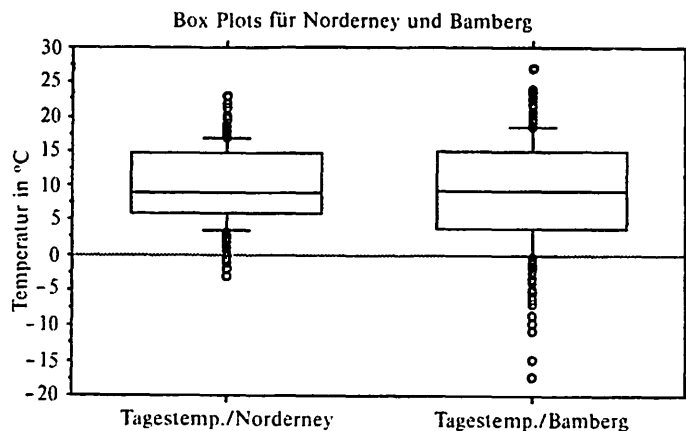 Box Plots für Norderney und Bamberg
Temperatur in °C
30
25
20
15
10
5
0
-5
-10
-15
-20
Tagestemp./Norderney
Tagestemp./Bamberg